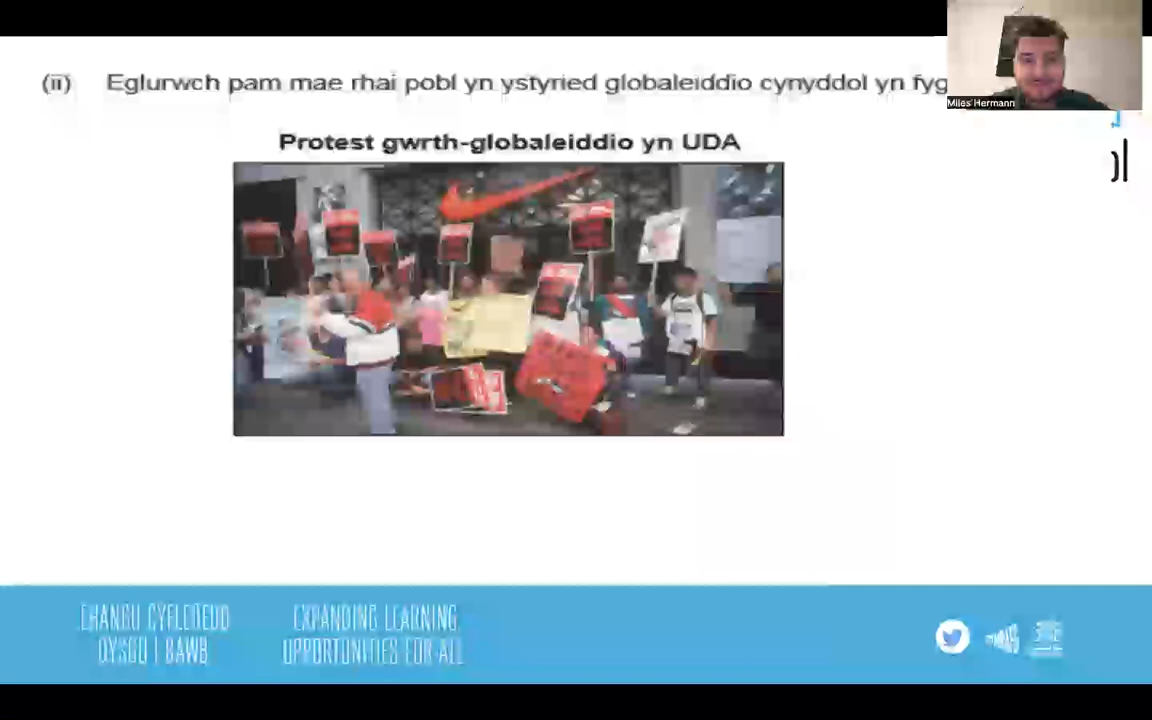 (ii) Eglurwch pam mae rhai pobl yn ystyried globaleiddio cynyddol yn fyg
Miles Hermann
Protest gwrth-globaleiddio yn UDA
EHANGU CYFLEOEDD
DYSGU I BAWB
EXPANDING LEARNING
OPPORTUNITIES FOR ALL